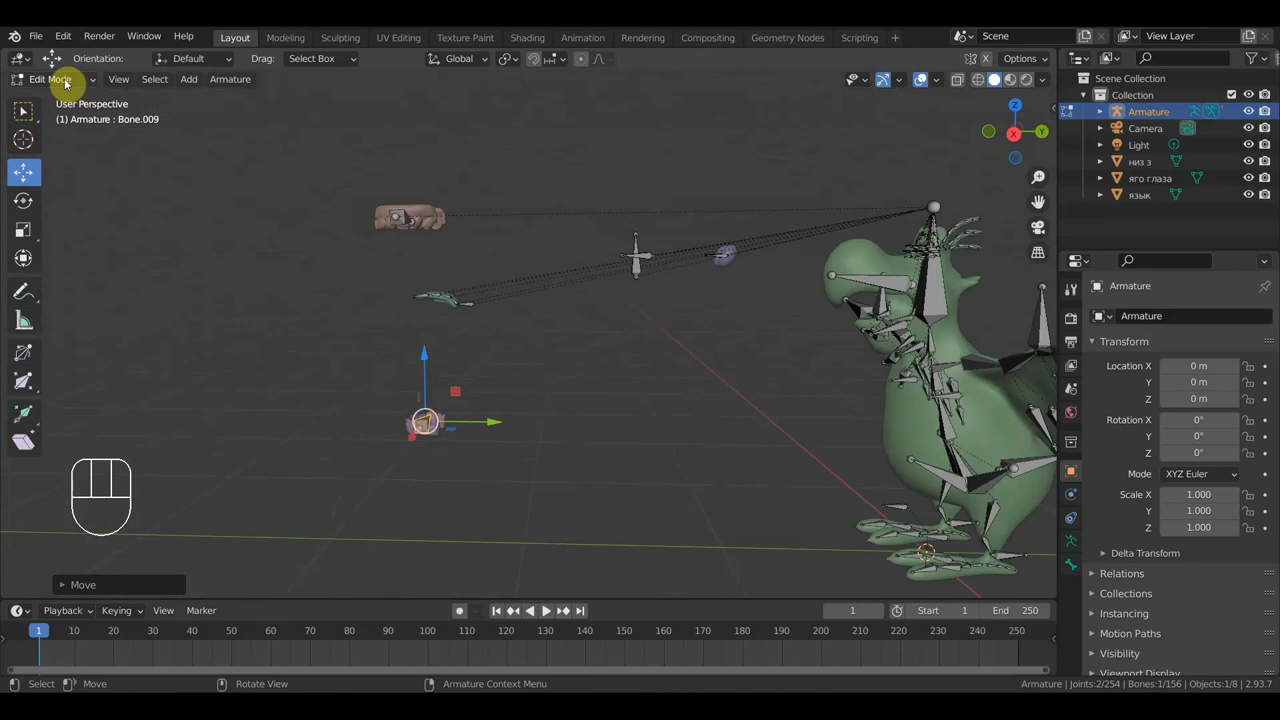 File Edit Render Window Help Layout Modeling Sculpting UV Editing Texture Paint Shading Animation Rendering Compositing Geometry Nodes Scripting Scene View Layer
Orientation: Default Drag: Select Box Global Options
Edit Mode View Select Add Armature
User Perspective
(1) Armature : Bone.009
Scene Collection
Collection
Armature
Camera
Light
низ з
яго глаза
язык
X
Y
Z
Armature
Armature
Transform
Location X 0 m
Y 0 m
Z 0 m
Rotation X 0°
Y 0°
Z 0°
Mode XYZ Euler
Scale X 1.000
Y 1.000
Z 1.000
Delta Transform
Relations
Collections
Instancing
Motion Paths
Visibility
Viewport Display
Move
Playback Keying View Marker 1 Start 1 End 250
1 10 20 30 40 50 60 70 80 90 100 110 120 130 140 150 160 170 180 190 200 210 220 230 240 250
Select Move Rotate View Armature Context Menu Armature | Joints:2/254 | Bones:1/156 | Objects:1/8 | 2.93.7